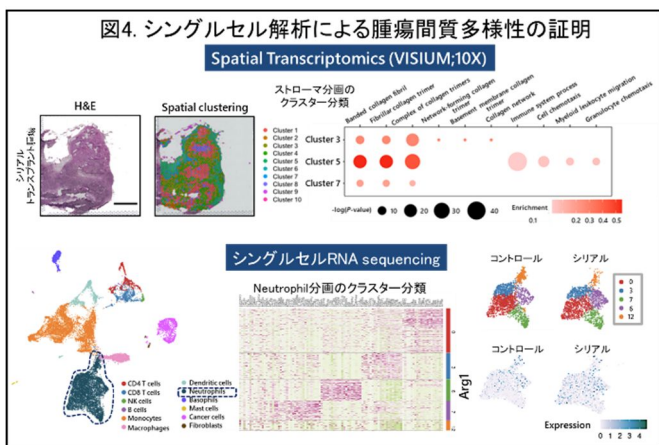 図4. シングルセル解析による腫瘍間質多様性の証明
Spatial Transcriptomics (VISIUM;10X)
H&E
Spatial clustering
シリアル
トランスプラント腫瘍
Cluster 1
Cluster 2
Cluster 3
Cluster 4
Cluster 5
Cluster 6
Cluster 7
Cluster 8
Cluster 9
Cluster 10
ストローマ分画の
クラスター分類
Banded collagen fibril
Fibrillar collagen trimer
Complex of collagen trimers
Network-forming collagen trimer
Basement membrane collagen trimer
Collagen network
Immune system process
Cell chemotaxis
Myeloid leukocyte migration
Granulocyte chemotaxis
Cluster 3
Cluster 5
Cluster 7
-log(P-value)
10
20
30
40
Enrichment
0.1
0.2
0.3
0.4
0.5
シングルセルRNA sequencing
CD4 T cells
CD8 T cells
NK cells
B cells
Monocytes
Macrophages
Dendritic cells
Neutrophils
Basophils
Mast cells
Cancer cells
Fibroblasts
Neutrophil分画のクラスター分類
コントロール
シリアル
0
3
7
6
12
Arg1
コントロール
シリアル
Expression
0 1 2 3 4